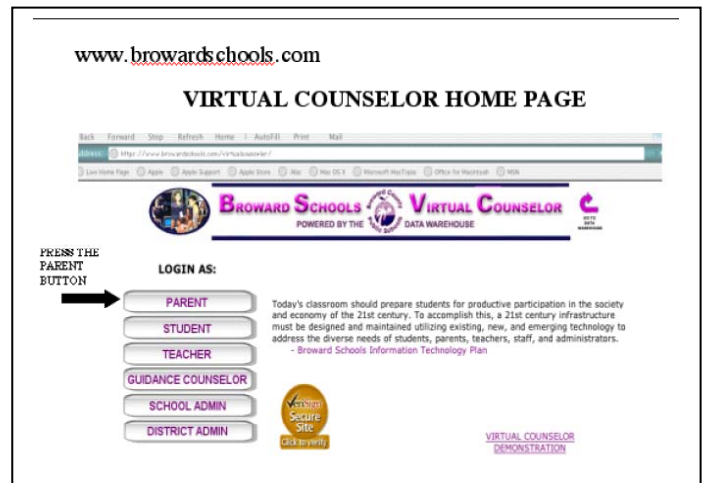 www.browardschools.com
VIRTUAL COUNSELOR HOME PAGE
Back Forward Stop Refresh Home AutoFill Print Mail
Address: https://www.browardschools.com/virtualcounselor/
Live Home Page Apple Apple Support Apple Store .Mac Mac OS X Microsoft MacTopia Office for Macintosh MSN
BROWARD SCHOOLS VIRTUAL COUNSELOR
POWERED BY THE DATA WAREHOUSE
GO TO
DATA
WAREHOUSE
PRESS THE
PARENT
BUTTON
LOGIN AS:
PARENT
STUDENT
TEACHER
GUIDANCE COUNSELOR
SCHOOL ADMIN
DISTRICT ADMIN
Today's classroom should prepare students for productive participation in the society
and economy of the 21st century. To accomplish this, a 21st century infrastructure
must be designed and maintained utilizing existing, new, and emerging technology to
address the diverse needs of students, parents, teachers, staff, and administrators.
- Broward Schools Information Technology Plan
VeriSign
Secure
Site
Click to verify
VIRTUAL COUNSELOR
DEMONSTRATION